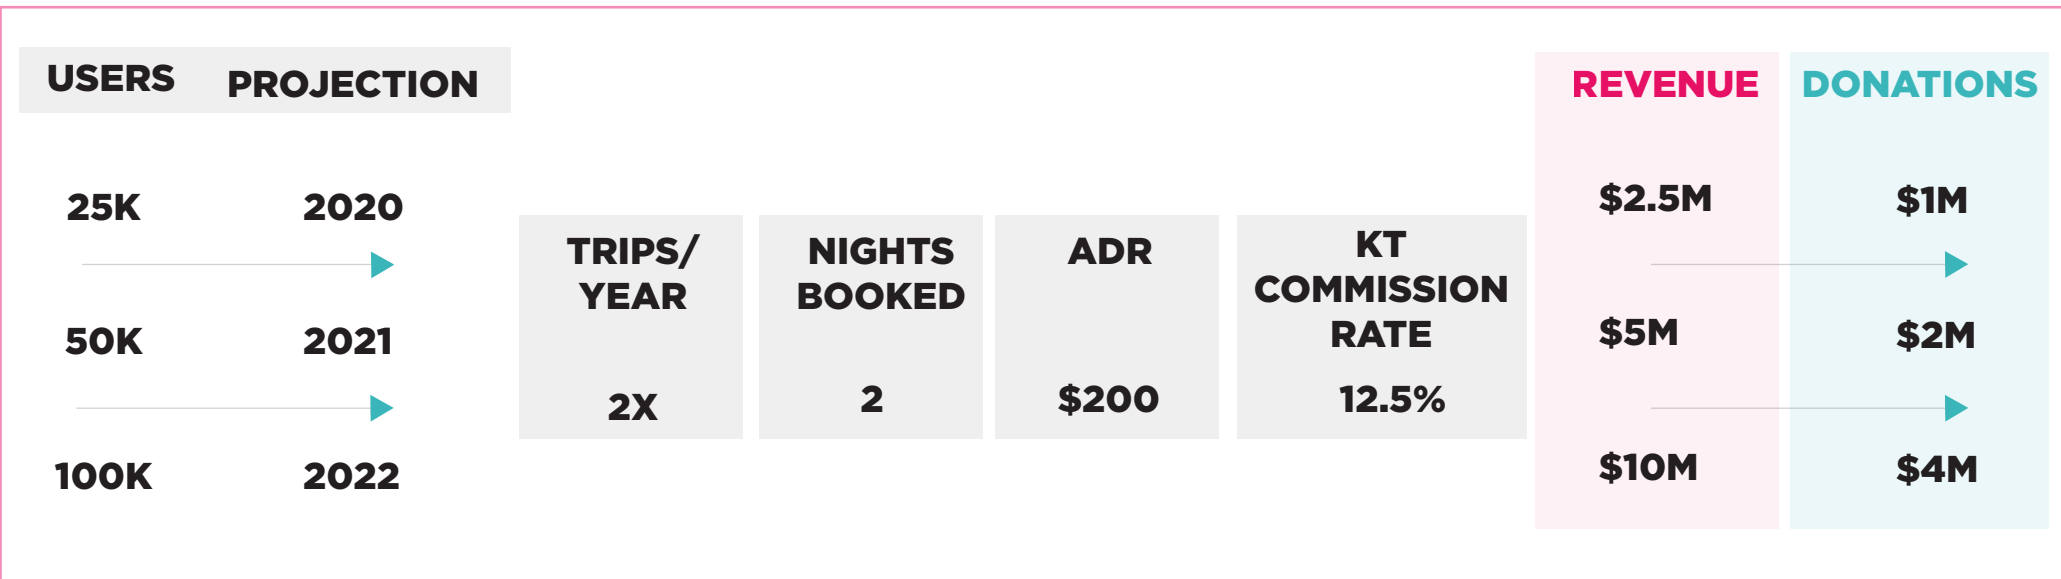 USERS PROJECTION
REVENUE DONATIONS
25K 2020
50K 2021
100K 2022
TRIPS/
YEAR
2X
NIGHTS
BOOKED
2
ADR
$200
KT
COMMISSION
RATE
12.5%
$2.5M $1M
$5M $2M
$10M $4M